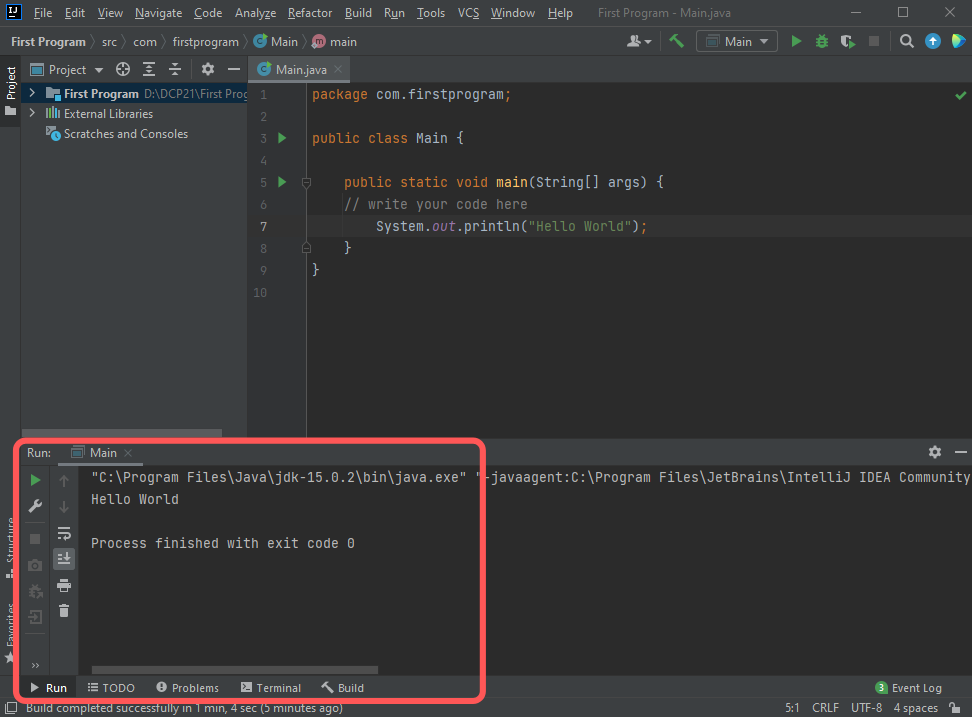 File Edit View Navigate Code Analyze Refactor Build Run Tools VCS Window Help First Program - Main.java
First Program src com firstprogram Main main Main
Project Main.java
Project
First Program D:\DCP21\First Prog
External Libraries
Scratches and Consoles
1 package com.firstprogram;
2
3 public class Main {
4
5 public static void main(String[] args) {
6 // write your code here
7 System.out.println("Hello World");
8 }
9 }
10
Run: Main
"C:\Program Files\Java\jdk-15.0.2\bin\java.exe" "-javaagent:C:\Program Files\JetBrains\IntelliJ IDEA Community
Hello World
Process finished with exit code 0
Structure
Favorites
Run TODO Problems Terminal Build 3 Event Log
Build completed successfully in 1 min, 4 sec (5 minutes ago) 5:1 CRLF UTF-8 4 spaces